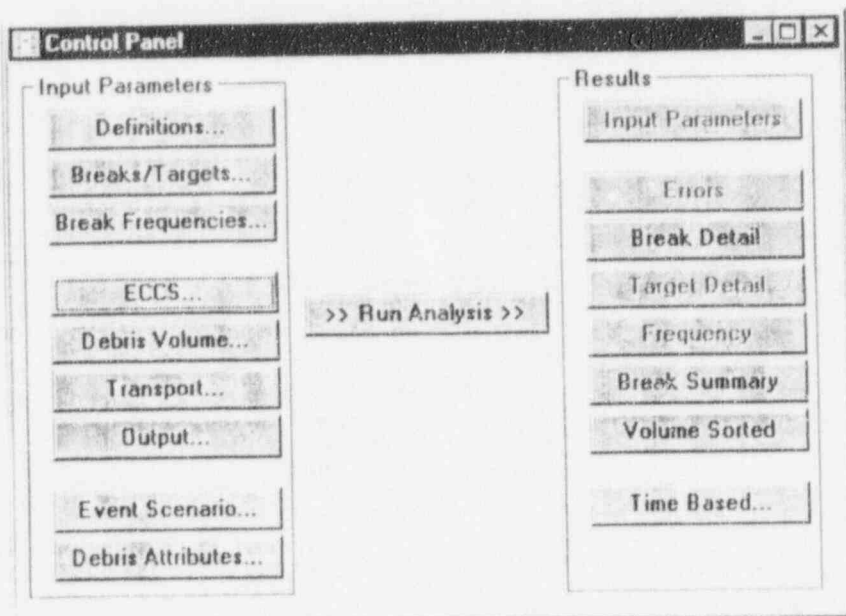 Control Panel
Input Parameters
Definitions...
Breaks/Targets...
Break Frequencies...
ECCS...
Debris Volume...
Transport...
Output...
Event Scenario...
Debris Attributes...
>> Run Analysis >>
Results
Input Parameters
Errors
Break Detail
Target Detail
Frequency
Break Summary
Volume Sorted
Time Based...